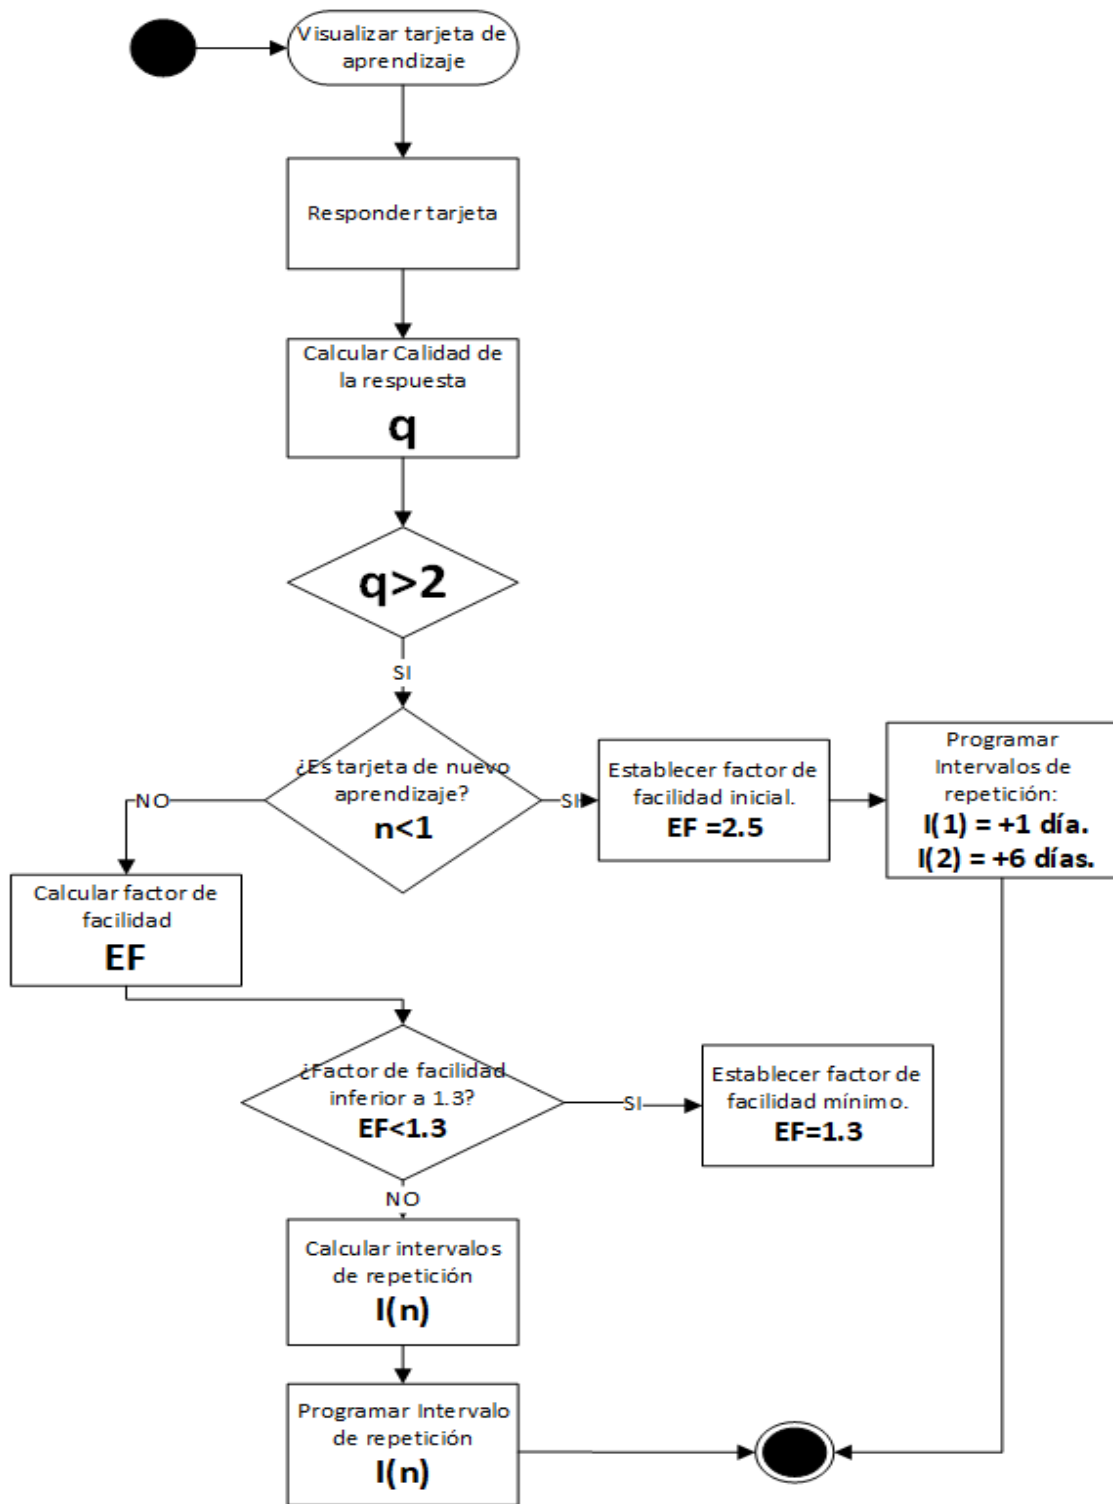 Visualizar tarjeta de
aprendizaje
Responder tarjeta
Calcular Calidad de
la respuesta
q
q>2
SI
¿Es tarjeta de nuevo
aprendizaje?
n<1
NO
SI
Establecer factor de
facilidad inicial.
EF =2.5
Programar
Intervalos de
repetición:
I(1) = +1 día.
I(2) = +6 días.
Calcular factor de
facilidad
EF
¿Factor de facilidad
inferior a 1.3?
EF<1.3
SI
Establecer factor de
facilidad mínimo.
EF=1.3
NO
Calcular intervalos
de repetición
I(n)
Programar Intervalo
de repetición
I(n)